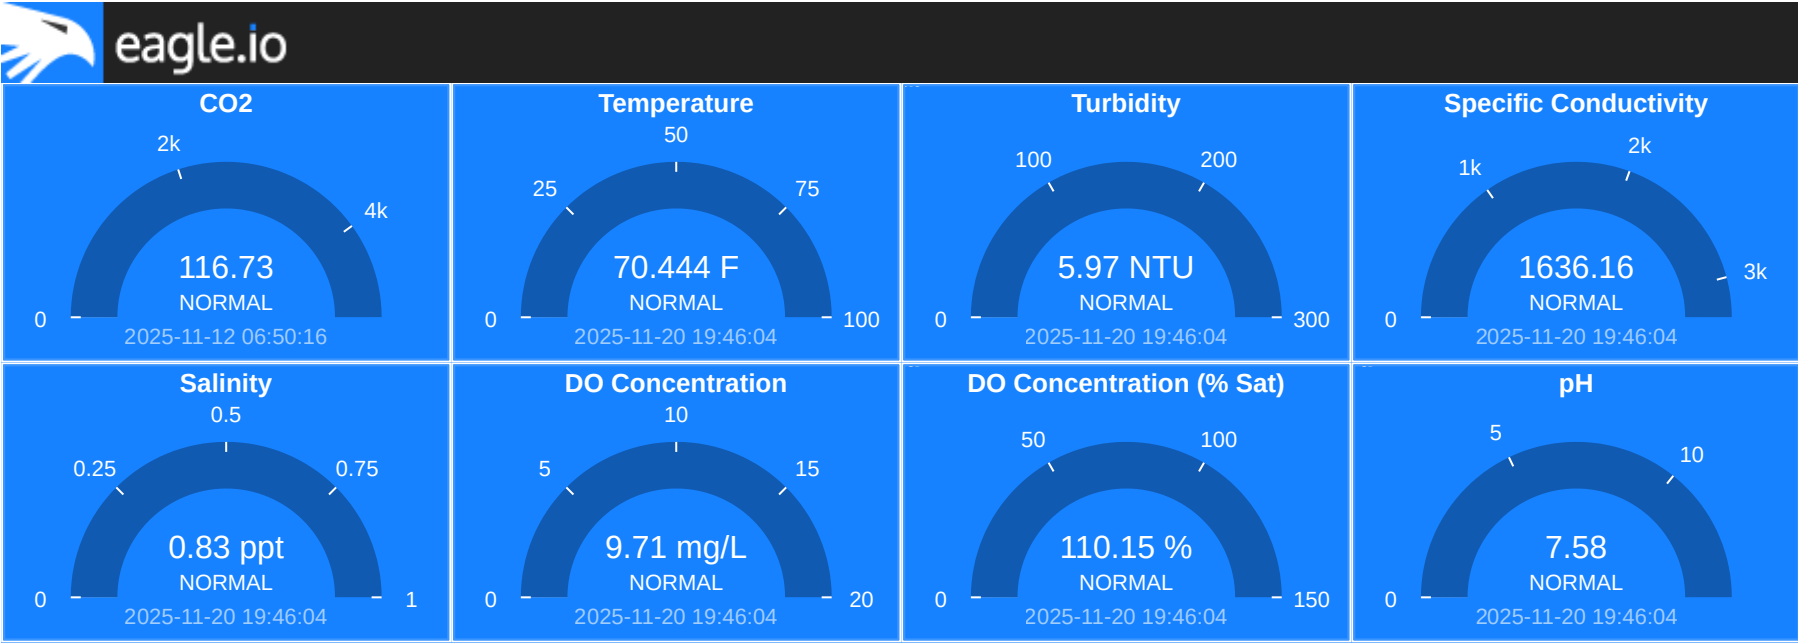 eagle.io
CO2
2k
4k
116.73
NORMAL
0
2025-11-12 06:50:16
Temperature
50
25
75
70.444 F
NORMAL
0
100
2025-11-20 19:46:04
Turbidity
100
200
5.97 NTU
NORMAL
0
300
2025-11-20 19:46:04
Specific Conductivity
2k
1k
1636.16
3k
NORMAL
0
2025-11-20 19:46:04
Salinity
0.5
0.25
0.75
0.83 ppt
NORMAL
0
1
2025-11-20 19:46:04
DO Concentration
10
5
15
9.71 mg/L
NORMAL
0
20
2025-11-20 19:46:04
DO Concentration (% Sat)
50
100
110.15 %
NORMAL
0
150
2025-11-20 19:46:04
pH
5
10
7.58
NORMAL
0
2025-11-20 19:46:04